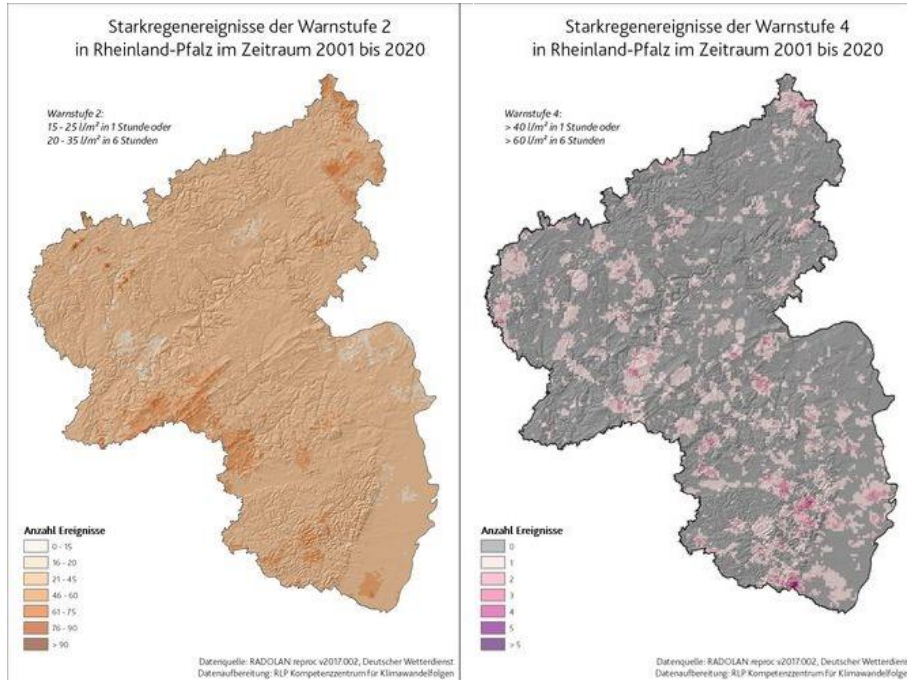 Starkregenereignisse der Warnstufe 2
in Rheinland-Pfalz im Zeitraum 2001 bis 2020
Warnstufe 2:
15 - 25 l/m² in 1 Stunde oder
20 - 35 l/m² in 6 Stunden
Anzahl Ereignisse
0 - 15
16 - 20
21 - 45
46 - 60
61 - 75
76 - 90
> 90
Datenquelle: RADOLAN reproc v2017.002, Deutscher Wetterdienst
Datenaufbereitung: RLP Kompetenzzentrum für Klimawandelfolgen
Starkregenereignisse der Warnstufe 4
in Rheinland-Pfalz im Zeitraum 2001 bis 2020
Warnstufe 4:
> 40 l/m² in 1 Stunde oder
> 60 l/m² in 6 Stunden
Anzahl Ereignisse
0
1
2
3
4
5
> 5
Datenquelle: RADOLAN reproc v2017.002, Deutscher Wetterdienst
Datenaufbereitung: RLP Kompetenzzentrum für Klimawandelfolgen